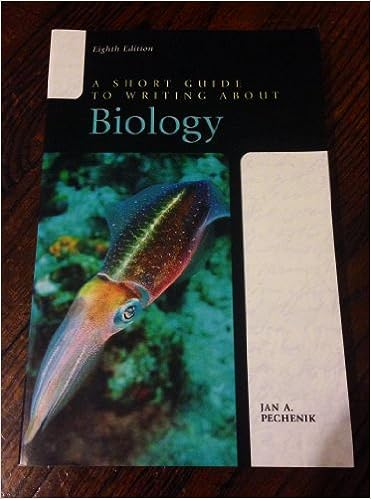 Eighth Edition
A SHORT GUIDE
TO WRITING ABOUT
Biology
JAN A.
PECHENIK